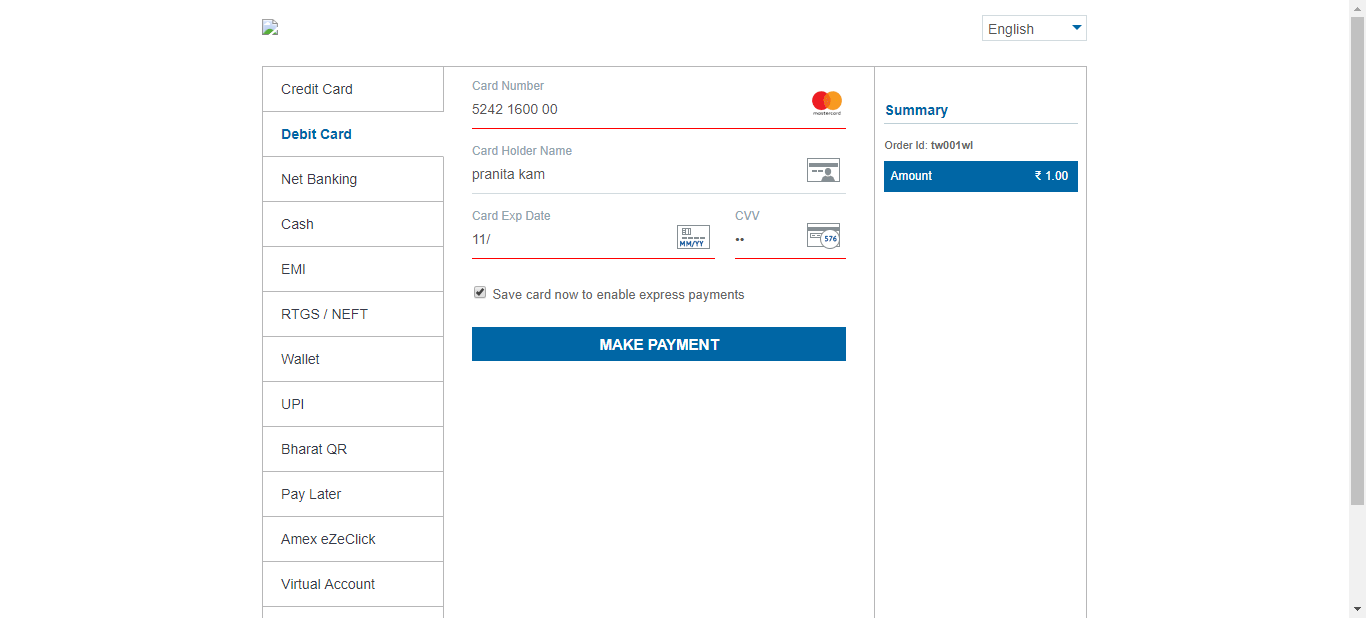 English
Credit Card
Debit Card
Net Banking
Cash
EMI
RTGS / NEFT
Wallet
UPI
Bharat QR
Pay Later
Amex eZeClick
Virtual Account
Card Number
5242 1600 00
mastercard
Card Holder Name
pranita kam
Card Exp Date
11/
MM/YY
CVV
••
576
Save card now to enable express payments
MAKE PAYMENT
Summary
Order Id: tw001wl
Amount ₹ 1.00